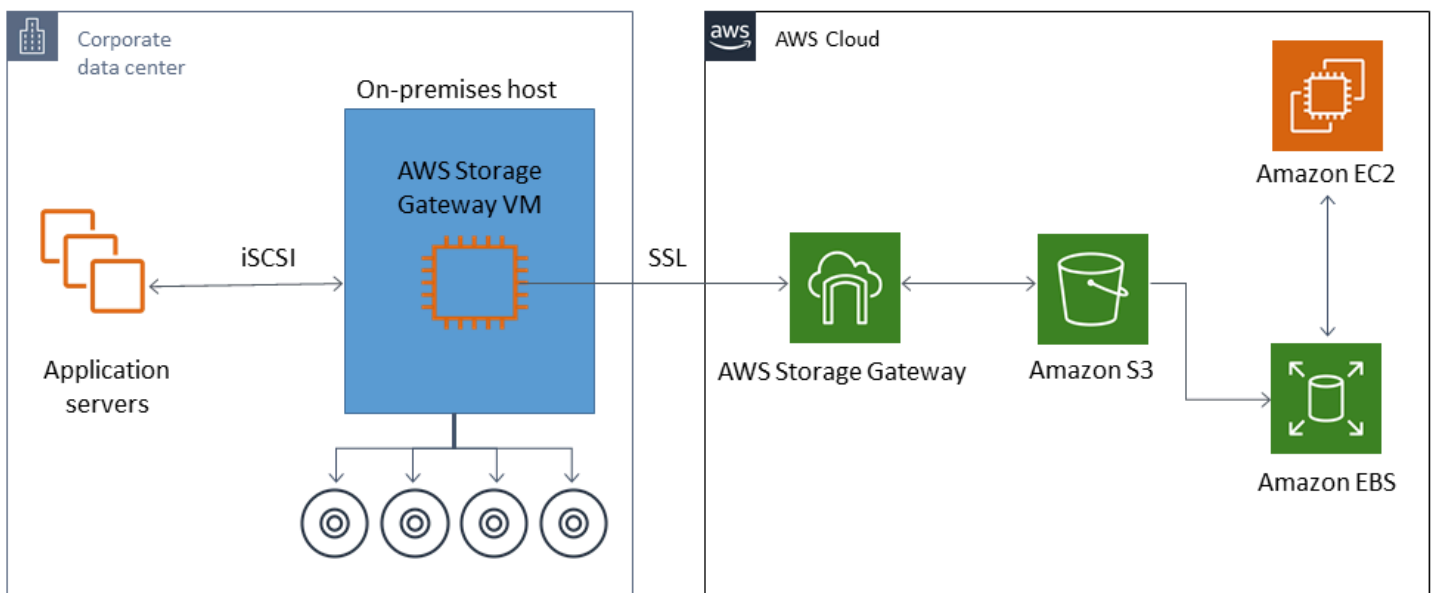 Corporate
data center
On-premises host
AWS Storage
Gateway VM
iSCSI
Application
servers
SSL
aws
AWS Cloud
Amazon EC2
AWS Storage Gateway
Amazon S3
Amazon EBS